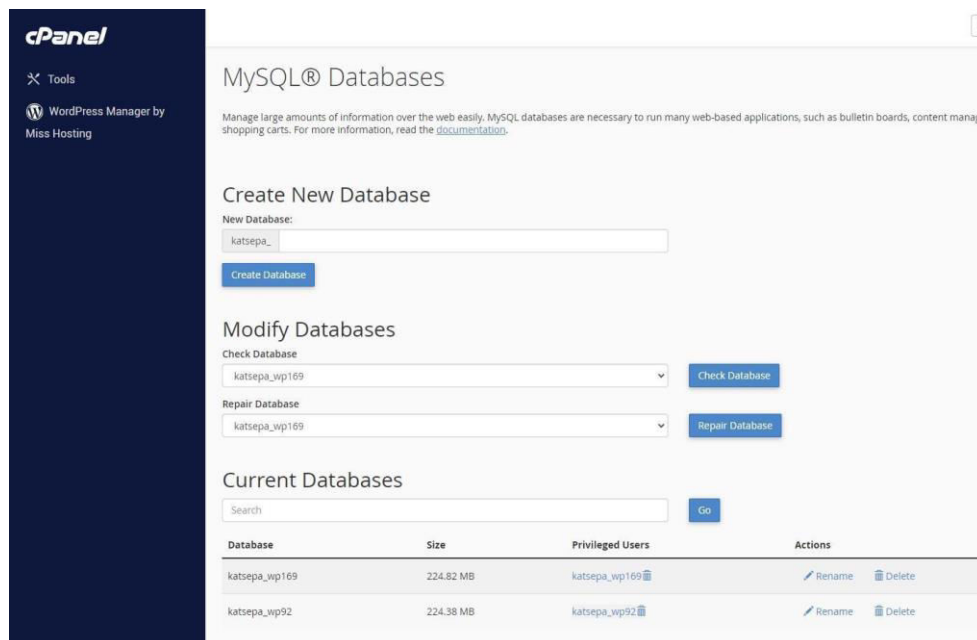 cPanel
Tools
WordPress Manager by
Miss Hosting
MySQL® Databases
Manage large amounts of information over the web easily. MySQL databases are necessary to run many web-based applications, such as bulletin boards, content
shopping carts. For more information, read the documentation.
Create New Database
New Database:
katsepa_
Create Database
Modify Databases
Check Database
katsepa_wp169
Check Database
Repair Database
katsepa_wp169
Repair Database
Current Databases
Search
Go
Database Size Privileged Users Actions
katsepa_wp169 224.82 MB katsepa_wp169 Rename Delete
katsepa_wp92 224.38 MB katsepa_wp92 Rename Delete